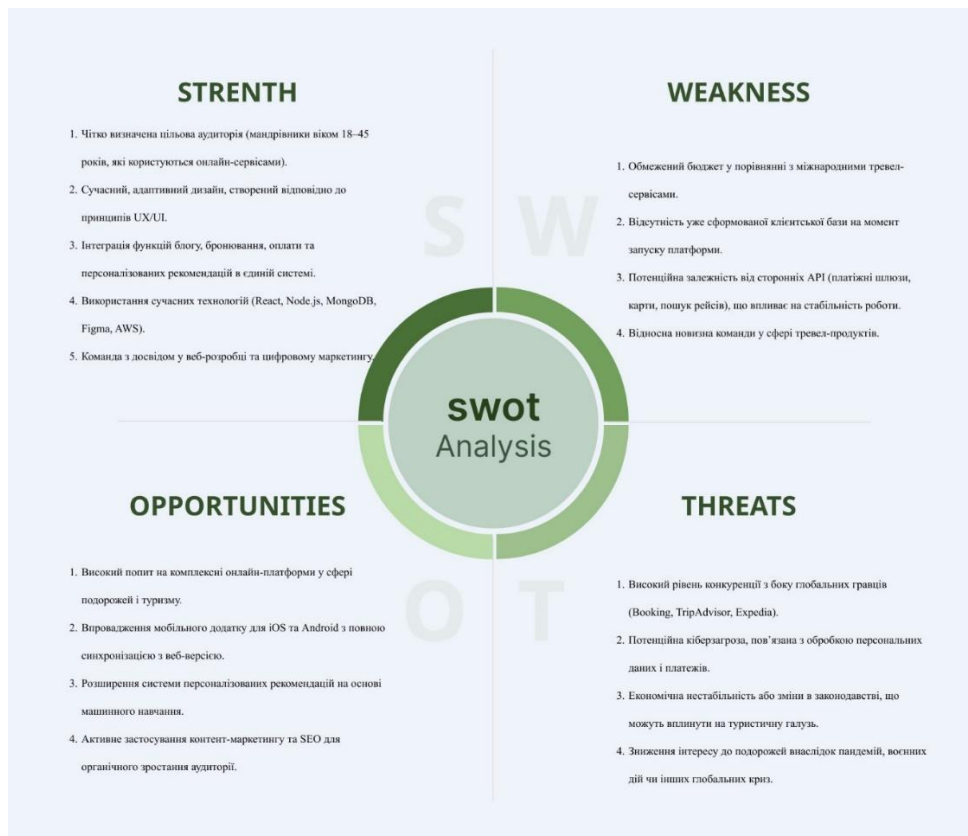 STRENTH
1. Чітко визначена цільова аудиторія (мандрівники віком 18–45
років, які користуються онлайн-сервісами).
2. Сучасний, адаптивний дизайн, створений відповідно до
принципів UX/UI.
3. Інтеграція функцій блогу, бронювання, оплати та
персоналізованих рекомендацій в єдиній системі.
4. Використання сучасних технологій (React, Node.js, MongoDB,
Figma, AWS).
5. Команда з досвідом у веб-розробці та цифровому маркетингу.
WEAKNESS
1. Обмежений бюджет у порівнянні з міжнародними тревел-
сервісами.
2. Відсутність уже сформованої клієнтської бази на момент
запуску платформи.
3. Потенційна залежність від сторонніх API (платіжні шлюзи,
карти, пошук рейсів), що впливає на стабільність роботи.
4. Відносна новизна команди у сфері тревел-продуктів.
S W
swot
Analysis
OPPORTUNITIES
1. Високий попит на комплексні онлайн-платформи у сфері
подорожей і туризму.
2. Впровадження мобільного додатку для iOS та Android з повною
синхронізацією з веб-версією.
3. Розширення системи персоналізованих рекомендацій на основі
машинного навчання.
4. Активне застосування контент-маркетингу та SEO для
органічного зростання аудиторії.
THREATS
1. Високий рівень конкуренції з боку глобальних гравців
(Booking, TripAdvisor, Expedia).
2. Потенційна кіберзагроза, пов’язана з обробкою персональних
даних і платежів.
3. Економічна нестабільність або зміни в законодавстві, що
можуть вплинути на туристичну галузь.
4. Зниження інтересу до подорожей внаслідок пандемій, воєнних
дій чи інших глобальних криз.
O T